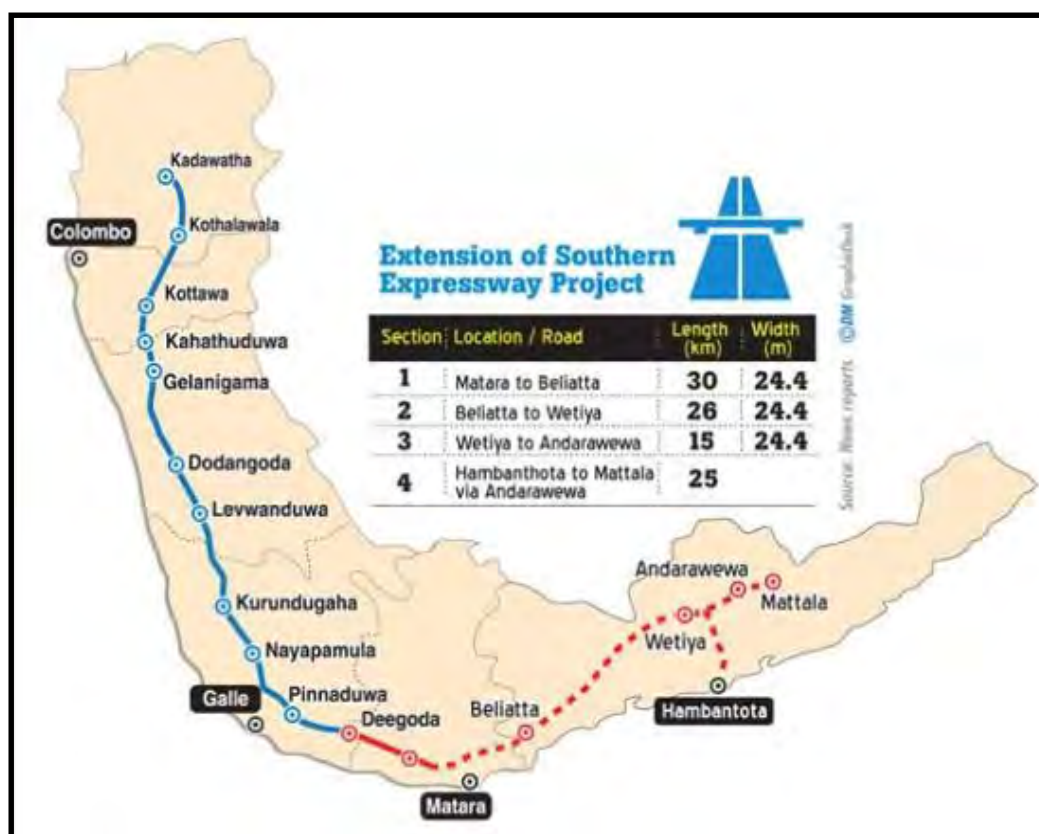 Kadawatha
Kothalawala
Colombo
Kottawa
Kahathuduwa
Gelanigama
Dodangoda
Levwanduwa
Kurundugaha
Nayapamula
Galle
Pinnaduwa
Deegoda
Matara
Beliatta
Wetiya
Andarawewa
Mattala
Hambantota
Extension of Southern
Expressway Project
Section Location / Road Length (km) Width (m)
1 Matara to Beliatta 30 24.4
2 Beliatta to Wetiya 26 24.4
3 Wetiya to Andarawewa 15 24.4
4 Hambanthota to Mattala 25
via Andarawewa
Source: News reports ©DM GraphicDesk